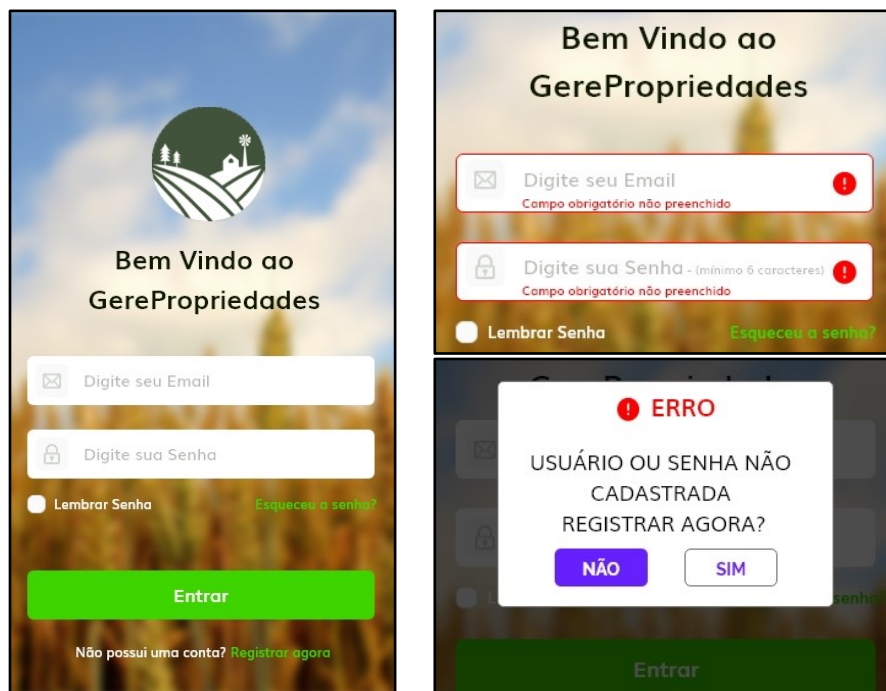 Bem Vindo ao
GerePropriedades
Digite seu Email
Digite sua Senha
Lembrar Senha
Esqueceu a senha?
Entrar
Não possui uma conta? Registrar agora
Bem Vindo ao
GerePropriedades
Digite seu Email
Campo obrigatório não preenchido
Digite sua Senha - (mínimo 6 caracteres)
Campo obrigatório não preenchido
Lembrar Senha
Esqueceu a senha?
ERRO
USUÁRIO OU SENHA NÃO
CADASTRADA
REGISTRAR AGORA?
NÃO
SIM
senha?
Entrar